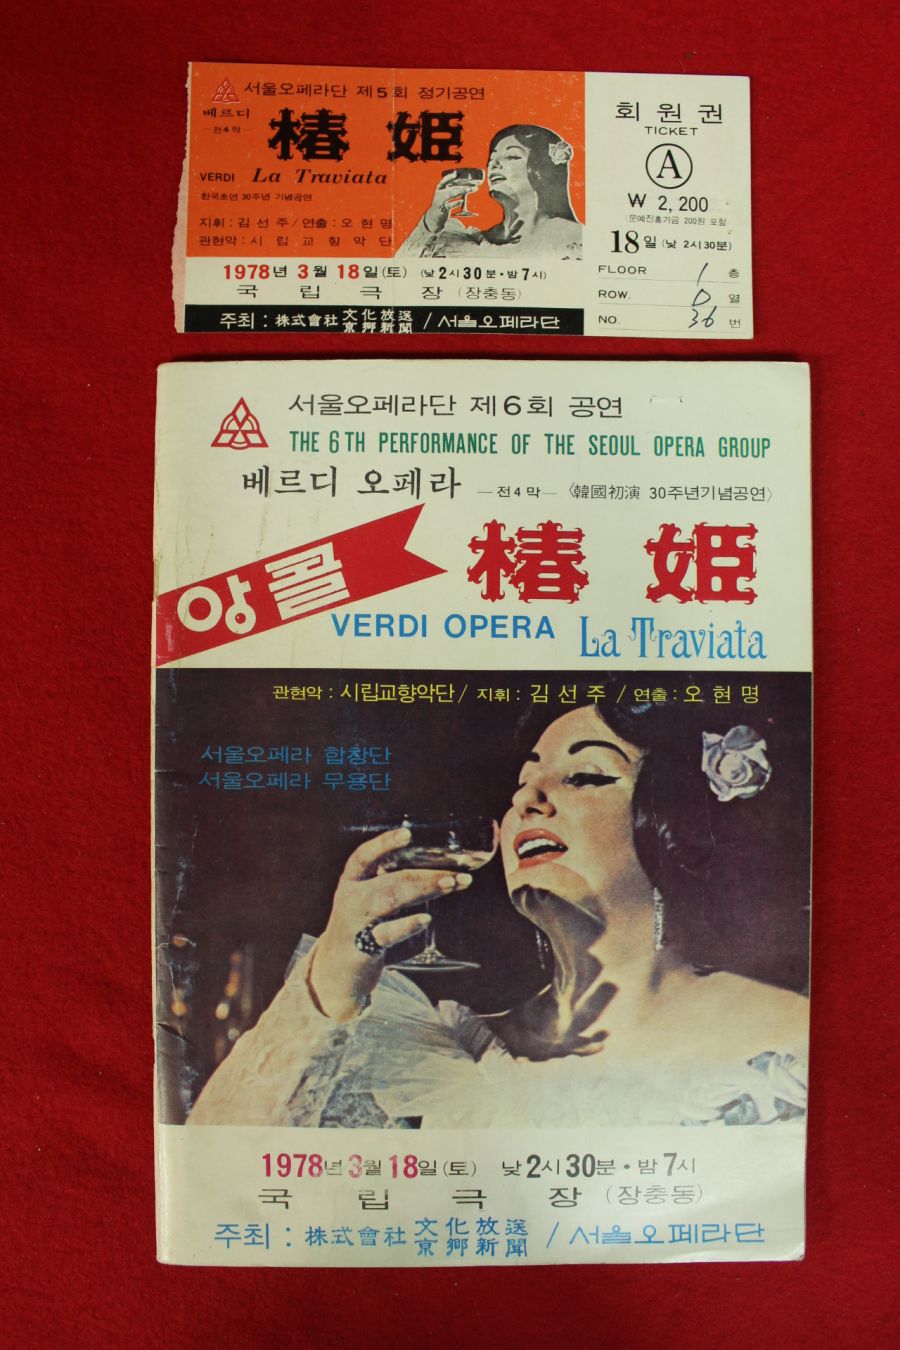 서울오페라단 제5회 정기공연
베르디
—전4막—
椿姬
VERDI La Traviata
한국초연 30주년 기념공연
지휘:김선주/연출:오현명
관현악:시립교향악단
1978년 3월 18일(토) (낮2시30분·밤7시)
국립극장 (장충동)
주최: 株式會社 文化放送 京鄕新聞 / 서울오페라단
회원권
TICKET
A
₩ 2,200
(문예진흥기금 200원 포함)
18일 (낮 2시30분)
FLOOR 1 층
ROW. D 열
NO. 36 번
서울오페라단 제6회 공연
THE 6TH PERFORMANCE OF THE SEOUL OPERA GROUP
베르디 오페라 —전4막— 〈韓國初演 30주년기념공연〉
앙콜
椿姬
VERDI OPERA La Traviata
관현악:시립교향악단/지휘:김선주/연출:오현명
서울오페라 합창단
서울오페라 무용단
1978년 3월 18일(토) 낮2시30분·밤7시
국립극장 (장충동)
주최: 株式會社 文化放送 京鄕新聞 / 서울오페라단